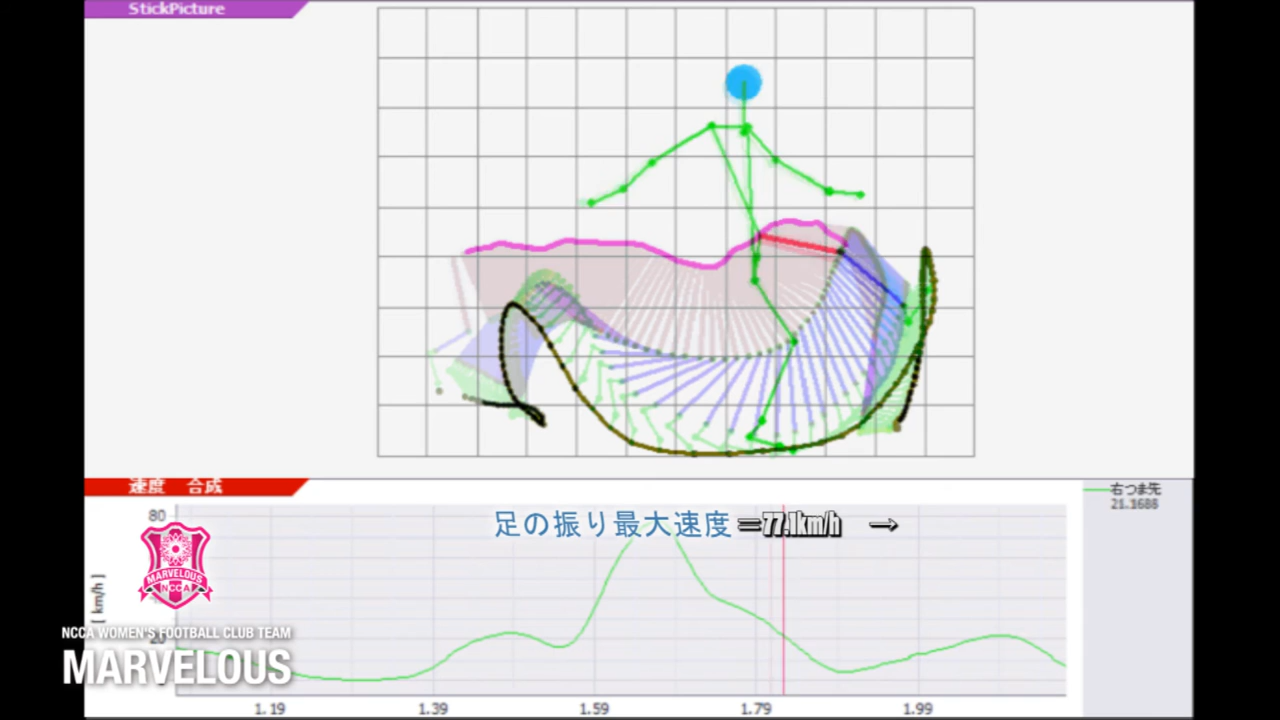 StickPicture
速度 合成
右つま先
21.1688
80
足の振り最大速度=77.1km/h →
[ km/h ]
MARVELOUS
NCCA
20
NCCA WOMEN'S FOOTBALL CLUB TEAM
MARVELOUS
1.19 1.39 1.59 1.79 1.99